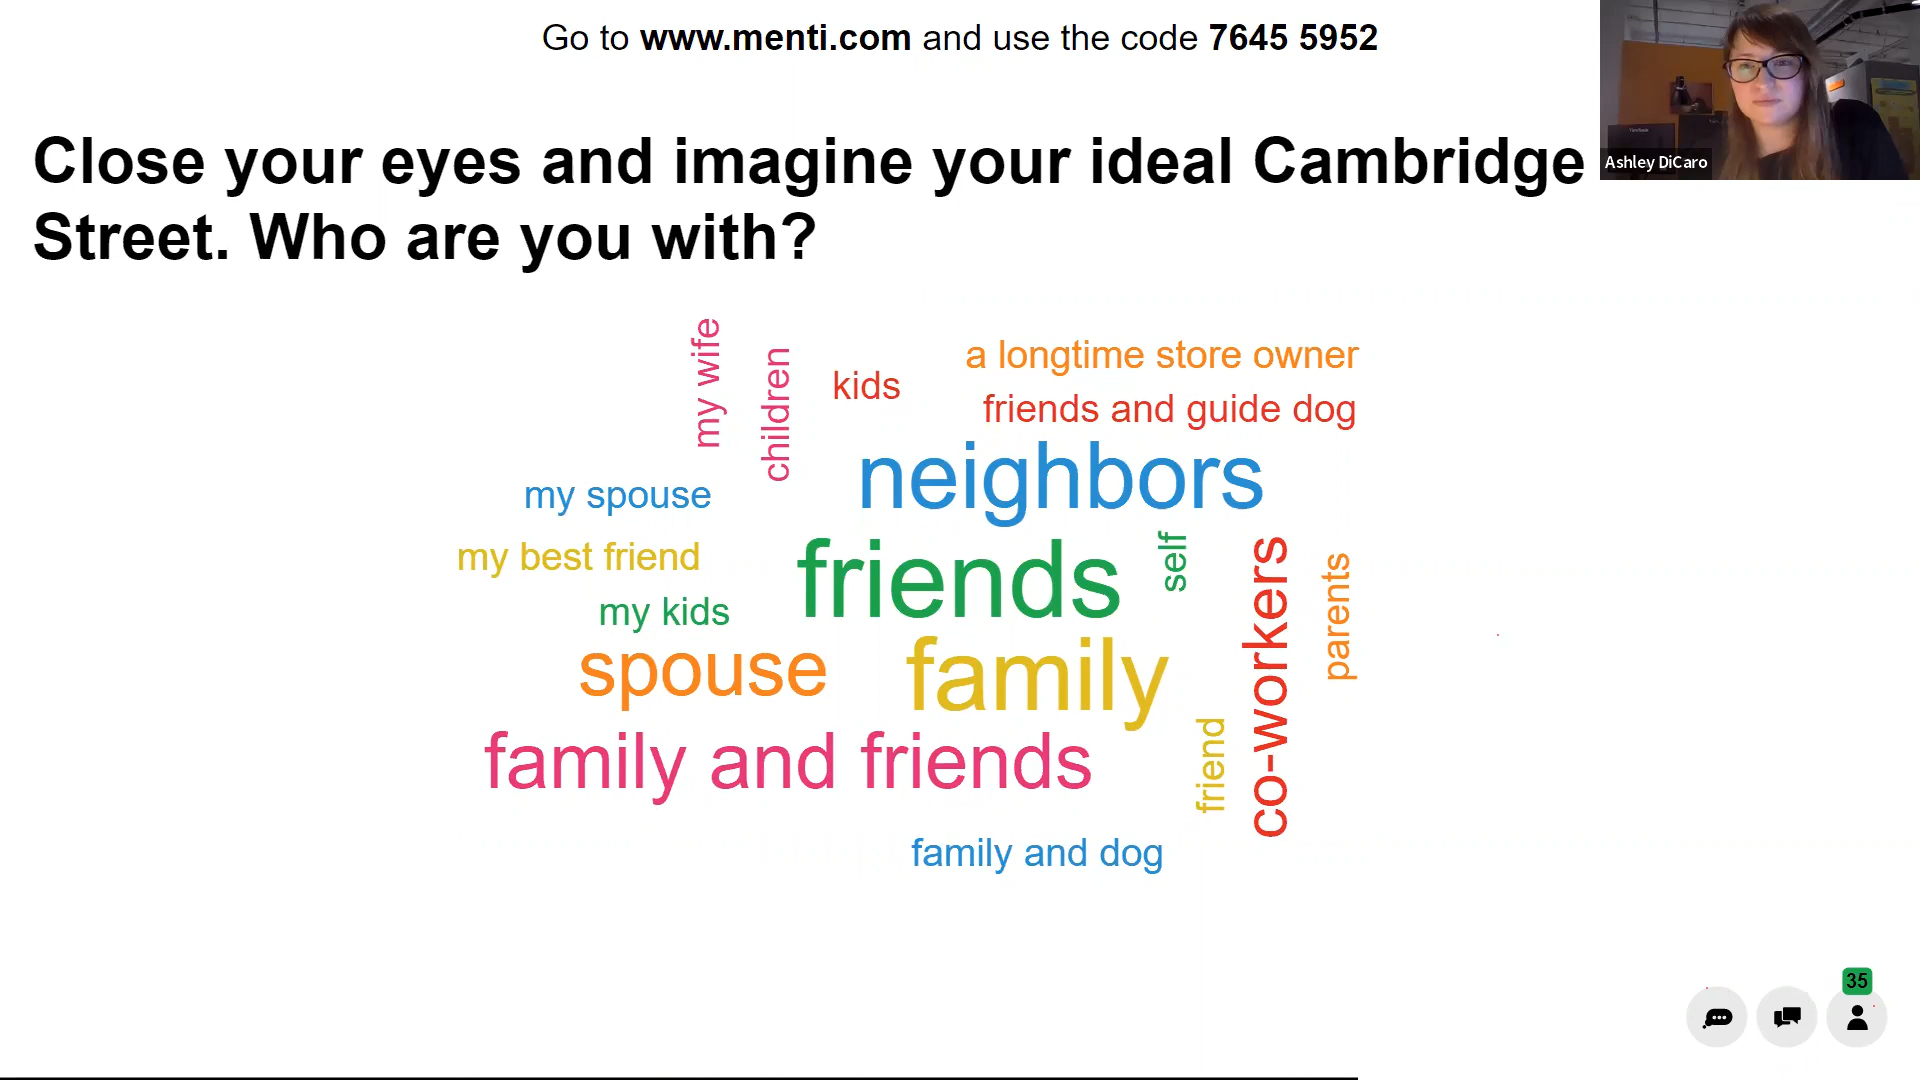 Go to www.menti.com and use the code 7645 5952
Ashley DiCaro
Close your eyes and imagine your ideal Cambridge
Street. Who are you with?
my wife
children
kids
a longtime store owner
friends and guide dog
neighbors
my spouse
my best friend
friends
self
co-workers
parents
my kids
spouse
family
family and friends
friend
family and dog
35